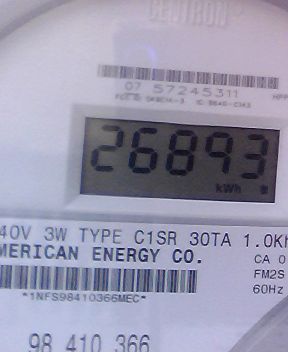 CENTRON
07 57245311
26893
kWh
40V 3W TYPE C1SR 30TA 1.0Kh
MERICAN ENERGY CO.
CA 0
FM2S
60Hz
*1NFS98410366MEC*
98 410 366